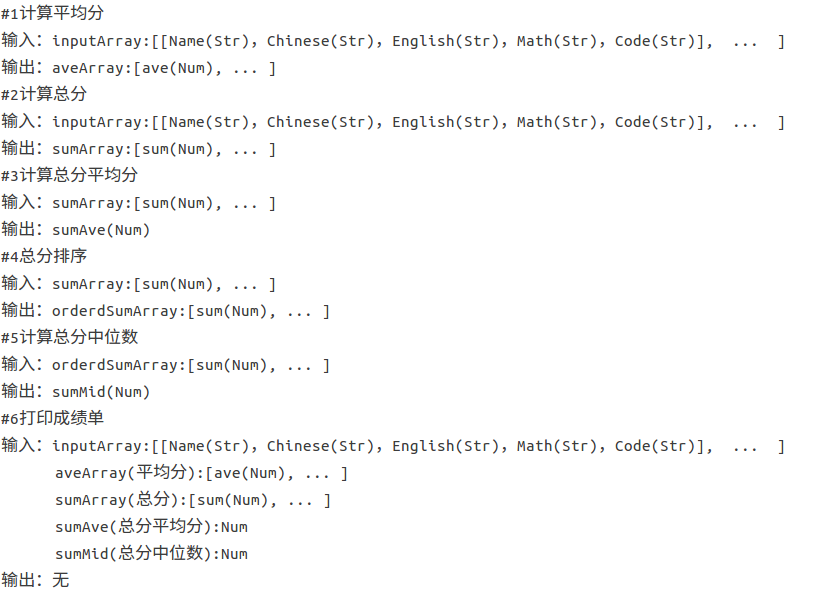 #1计算平均分
输入：inputArray:[[Name(Str)，Chinese(Str)，English(Str)，Math(Str)，Code(Str)], ... ]
输出：aveArray:[ave(Num), ... ]
#2计算总分
输入：inputArray:[[Name(Str)，Chinese(Str)，English(Str)，Math(Str)，Code(Str)], ... ]
输出：sumArray:[sum(Num), ... ]
#3计算总分平均分
输入：sumArray:[sum(Num), ... ]
输出：sumAve(Num)
#4总分排序
输入：sumArray:[sum(Num), ... ]
输出：orderdSumArray:[sum(Num), ... ]
#5计算总分中位数
输入：orderdSumArray:[sum(Num), ... ]
输出：sumMid(Num)
#6打印成绩单
输入：inputArray:[[Name(Str)，Chinese(Str)，English(Str)，Math(Str)，Code(Str)], ... ]
aveArray(平均分):[ave(Num), ... ]
sumArray(总分):[sum(Num), ... ]
sumAve(总分平均分):Num
sumMid(总分中位数):Num
输出：无